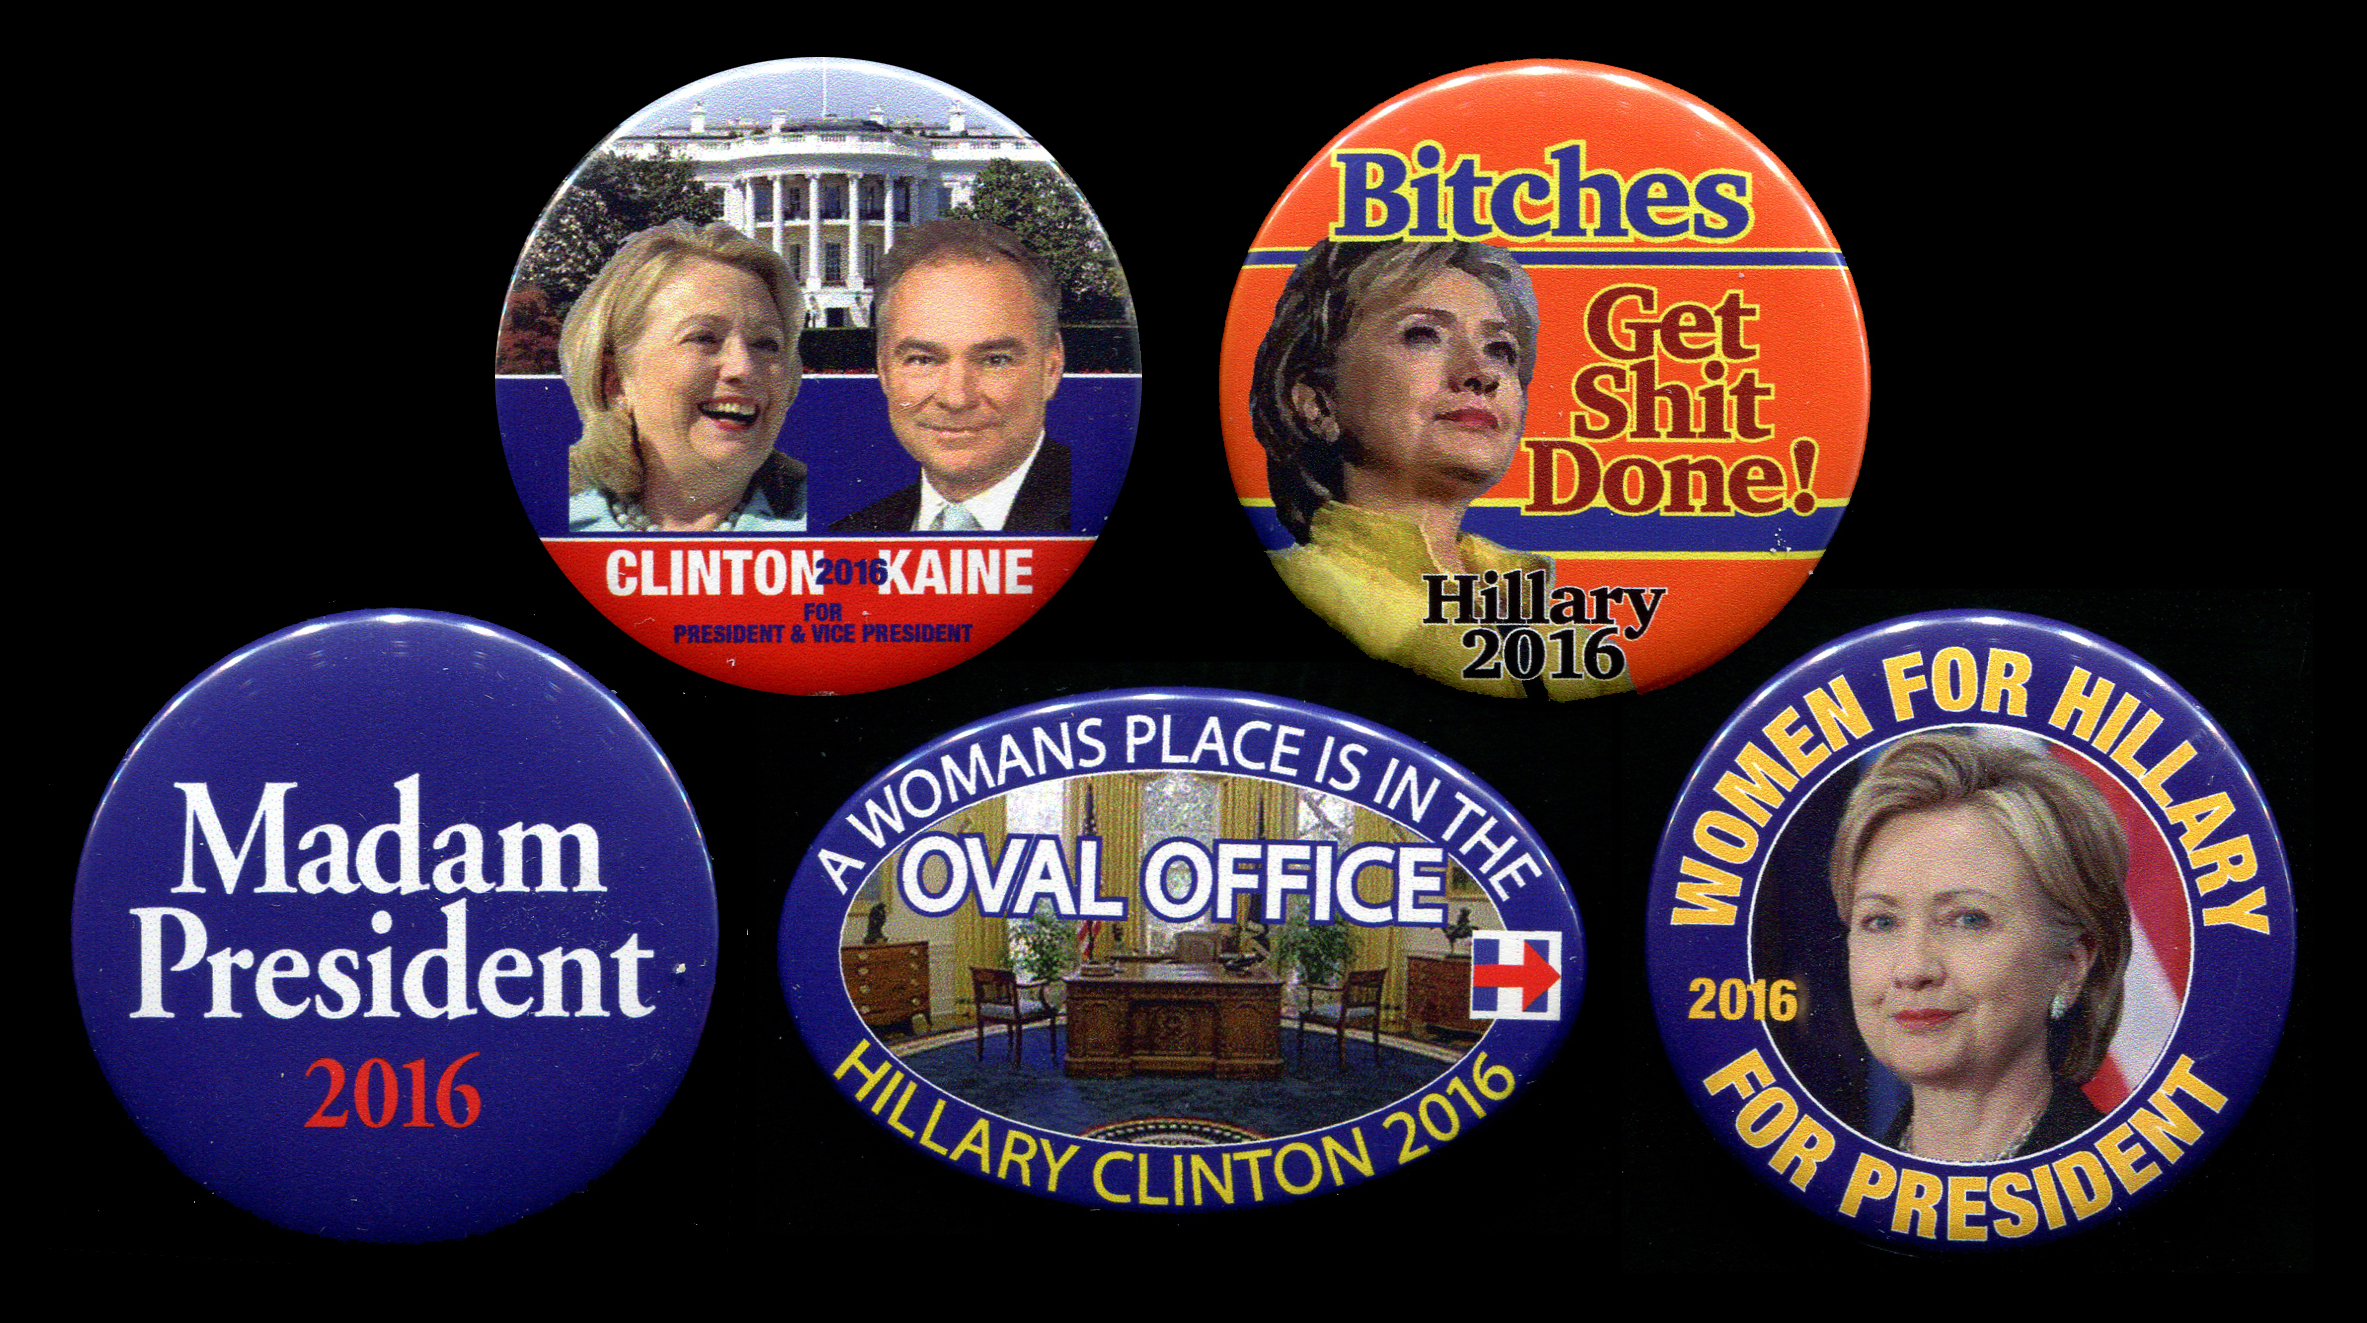 CLINTON 2016 KAINE
FOR
PRESIDENT & VICE PRESIDENT
Bitches
Get
Shit
Done!
Hillary
2016
Madam
President
2016
A WOMANS PLACE IS IN THE
OVAL OFFICE
H
HILLARY CLINTON 2016
WOMEN FOR HILLARY
2016
FOR PRESIDENT